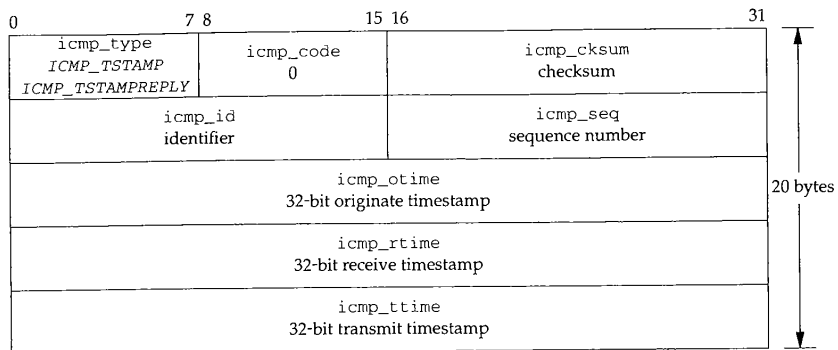 0 7 8 15 16 31
icmp_type
ICMP_TSTAMP
ICMP_TSTAMPREPLY
icmp_code
0
icmp_cksum
checksum
icmp_id
identifier
icmp_seq
sequence number
icmp_otime
32-bit originate timestamp
20 bytes
icmp_rtime
32-bit receive timestamp
icmp_ttime
32-bit transmit timestamp